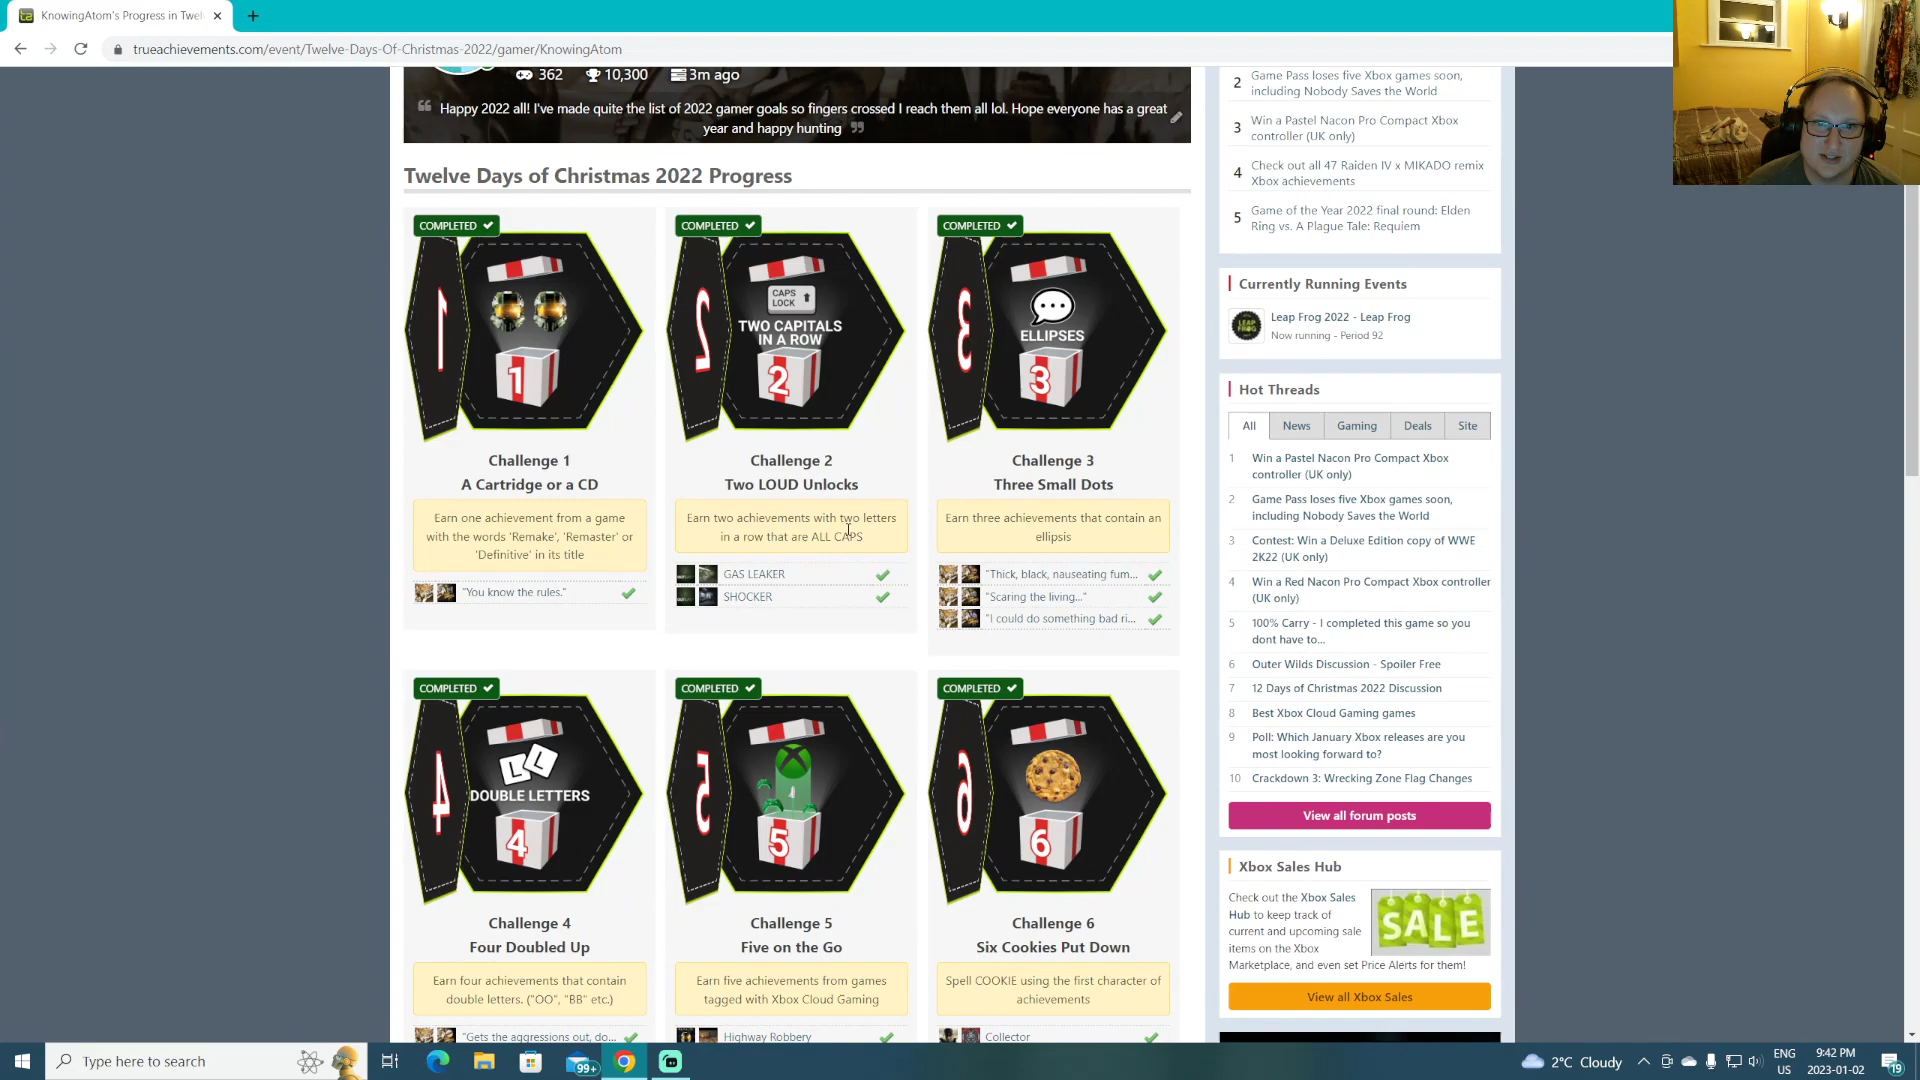 KnowingAtom's Progress in Twel
trueachievements.com/event/Twelve-Days-Of-Christmas-2022/gamer/KnowingAtom
362 10,300 3m ago
Happy 2022 all! I've made quite the list of 2022 gamer goals so fingers crossed I reach them all lol. Hope everyone has a great
year and happy hunting
Twelve Days of Christmas 2022 Progress
COMPLETED
1
1
Challenge 1
A Cartridge or a CD
Earn one achievement from a game
with the words 'Remake', 'Remaster' or
'Definitive' in its title
"You know the rules."
COMPLETED
2
CAPS
LOCK
TWO CAPITALS
IN A ROW
2
Challenge 2
Two LOUD Unlocks
Earn two achievements with two letters
in a row that are ALL CAPS
GAS LEAKER
SHOCKER
COMPLETED
3
ELLIPSES
3
Challenge 3
Three Small Dots
Earn three achievements that contain an
ellipsis
"Thick, black, nauseating fum...
"Scaring the living..."
"I could do something bad ri...
COMPLETED
4
LL
DOUBLE LETTERS
4
Challenge 4
Four Doubled Up
Earn four achievements that contain
double letters. ("OO", "BB" etc.)
"Gets the aggressions out, do...
COMPLETED
5
5
Challenge 5
Five on the Go
Earn five achievements from games
tagged with Xbox Cloud Gaming
Highway Robbery
COMPLETED
6
6
Challenge 6
Six Cookies Put Down
Spell COOKIE using the first character of
achievements
Collector
2 Game Pass loses five Xbox games soon,
including Nobody Saves the World
3 Win a Pastel Nacon Pro Compact Xbox
controller (UK only)
4 Check out all 47 Raiden IV x MIKADO remix
Xbox achievements
5 Game of the Year 2022 final round: Elden
Ring vs. A Plague Tale: Requiem
Currently Running Events
LEAP
FROG
Leap Frog 2022 - Leap Frog
Now running - Period 92
Hot Threads
All News Gaming Deals Site
1 Win a Pastel Nacon Pro Compact Xbox
controller (UK only)
2 Game Pass loses five Xbox games soon,
including Nobody Saves the World
3 Contest: Win a Deluxe Edition copy of WWE
2K22 (UK only)
4 Win a Red Nacon Pro Compact Xbox controller
(UK only)
5 100% Carry - I completed this game so you
dont have to...
6 Outer Wilds Discussion - Spoiler Free
7 12 Days of Christmas 2022 Discussion
8 Best Xbox Cloud Gaming games
9 Poll: Which January Xbox releases are you
most looking forward to?
10 Crackdown 3: Wrecking Zone Flag Changes
View all forum posts
Xbox Sales Hub
Check out the Xbox Sales
Hub to keep track of
current and upcoming sale
items on the Xbox
Marketplace, and even set Price Alerts for them!
SALE
View all Xbox Sales
Type here to search
99+
2°C Cloudy
ENG
US
9:42 PM
2023-01-02
19